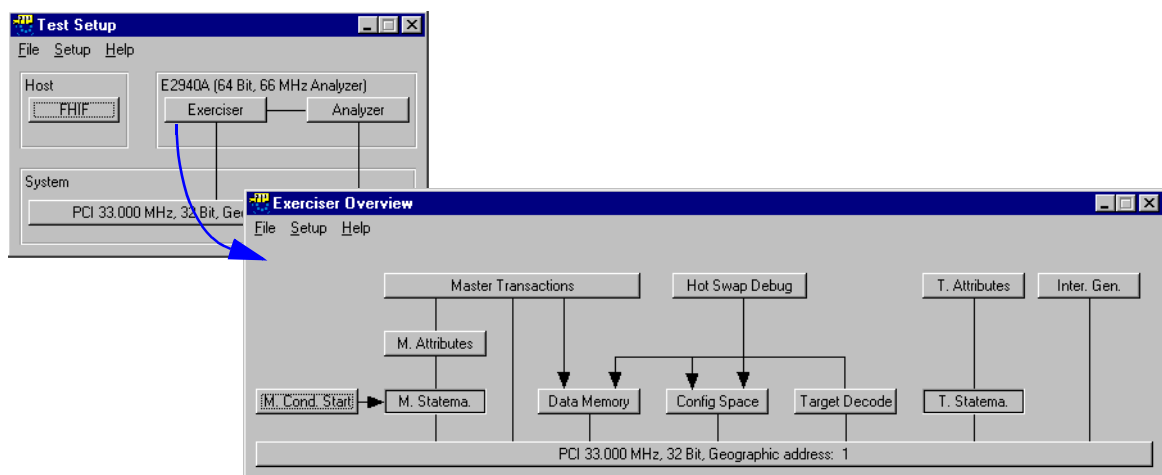 Test Setup
File Setup Help
Host
FHIF
E2940A (64 Bit, 66 MHz Analyzer)
Exerciser
Analyzer
System
PCI 33.000 MHz, 32 Bit,
Exerciser Overview
File Setup Help
Master Transactions
Hot Swap Debug
T. Attributes
Inter. Gen.
M. Attributes
M. Cond. Start
M. Statema.
Data Memory
Config Space
Target Decode
T. Statema.
PCI 33.000 MHz, 32 Bit, Geographic address: 1